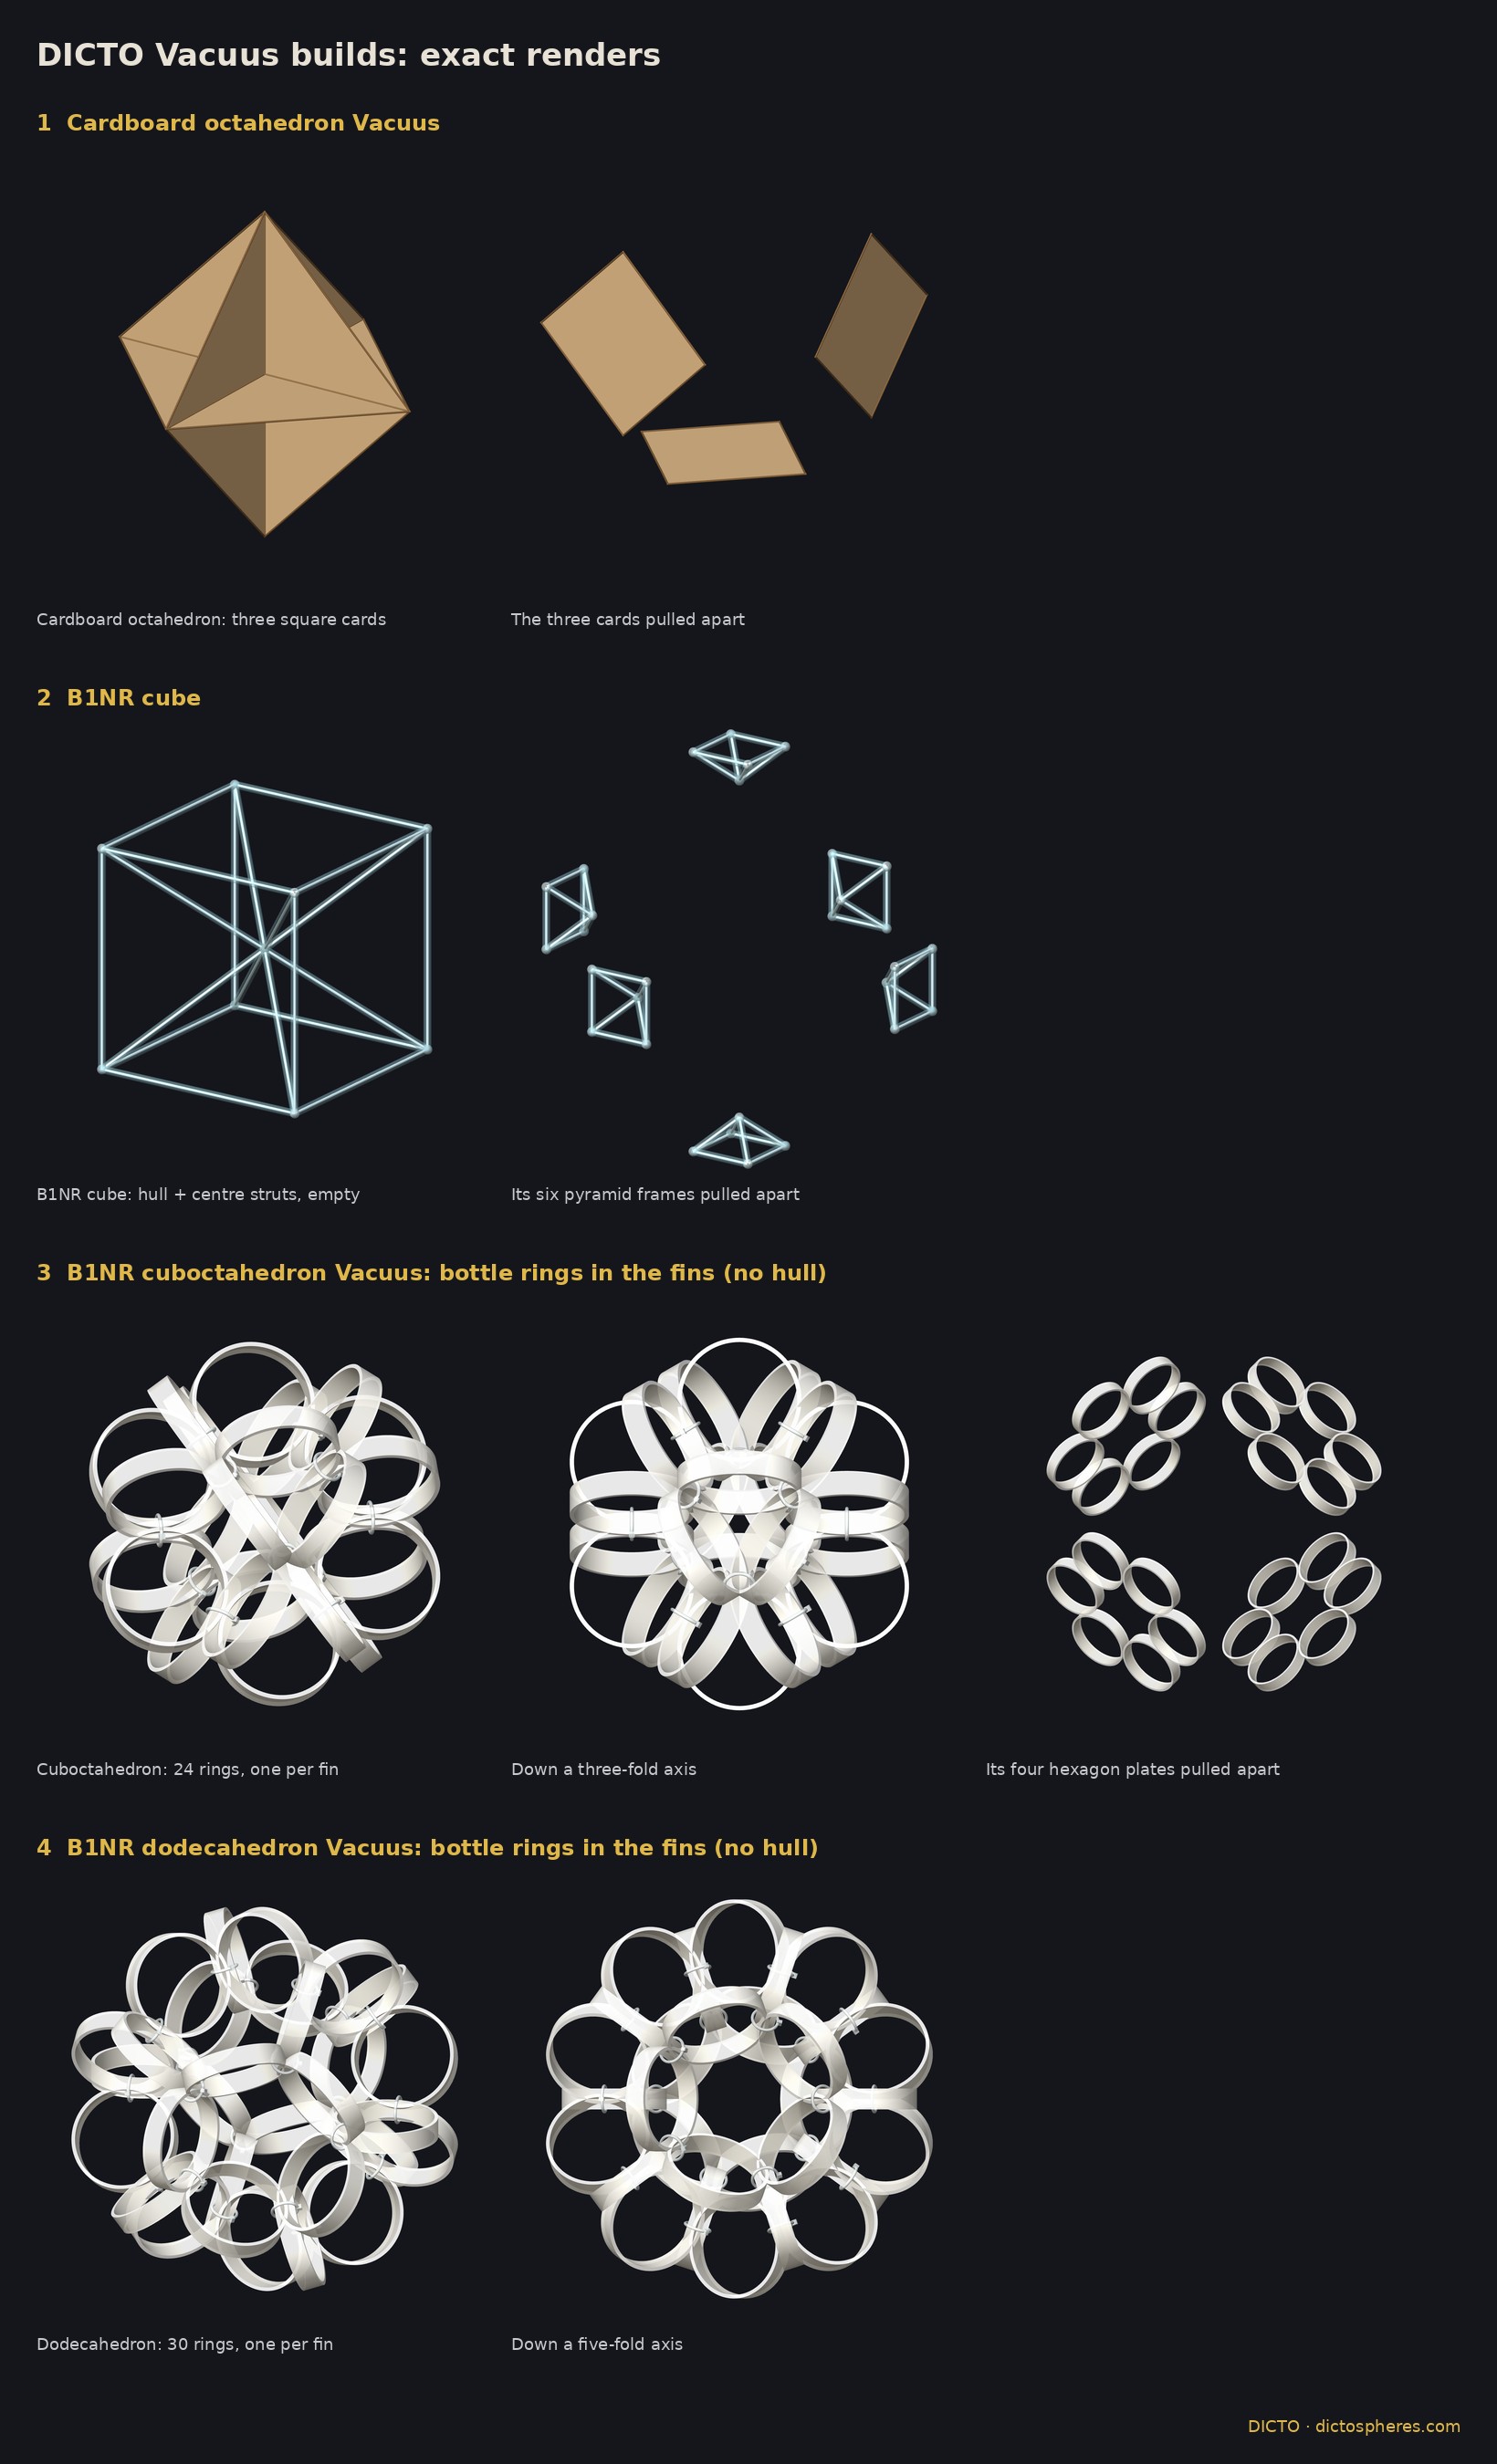 DICTO Vacuus builds: exact renders
1 Cardboard octahedron Vacuus
Cardboard octahedron: three square cards
The three cards pulled apart
2 B1NR cube
B1NR cube: hull + centre struts, empty
Its six pyramid frames pulled apart
3 B1NR cuboctahedron Vacuus: bottle rings in the fins (no hull)
Cuboctahedron: 24 rings, one per fin
Down a three-fold axis
Its four hexagon plates pulled apart
4 B1NR dodecahedron Vacuus: bottle rings in the fins (no hull)
Dodecahedron: 30 rings, one per fin
Down a five-fold axis
DICTO · dictospheres.com